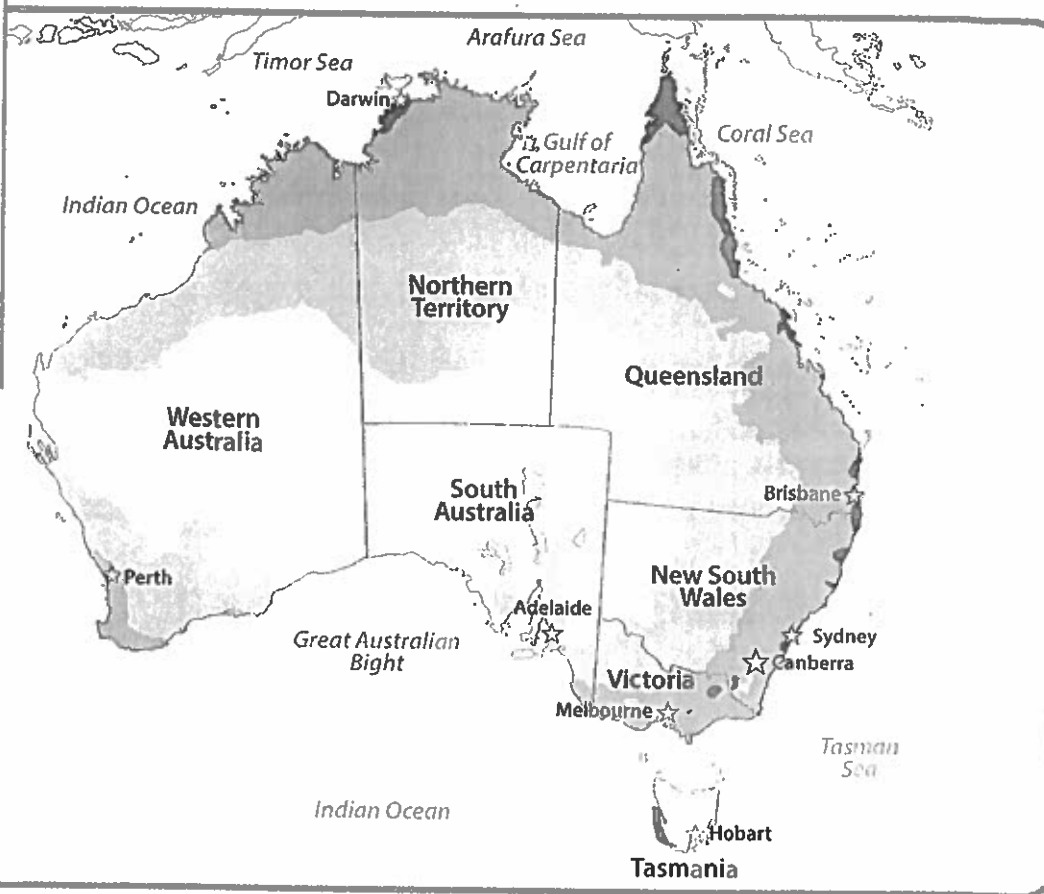 Arafura Sea
Timor Sea
Darwin
Coral Sea
Gulf of
Carpentaria
Indian Ocean
Northern
Territory
Queensland
Western
Australia
South
Australia
Brisbane
Perth
New South
Wales
Adelaide
Great Australian
Bight
Sydney
Canberra
Victoria
Melbourne
Tasman
Sea
Indian Ocean
Hobart
Tasmania